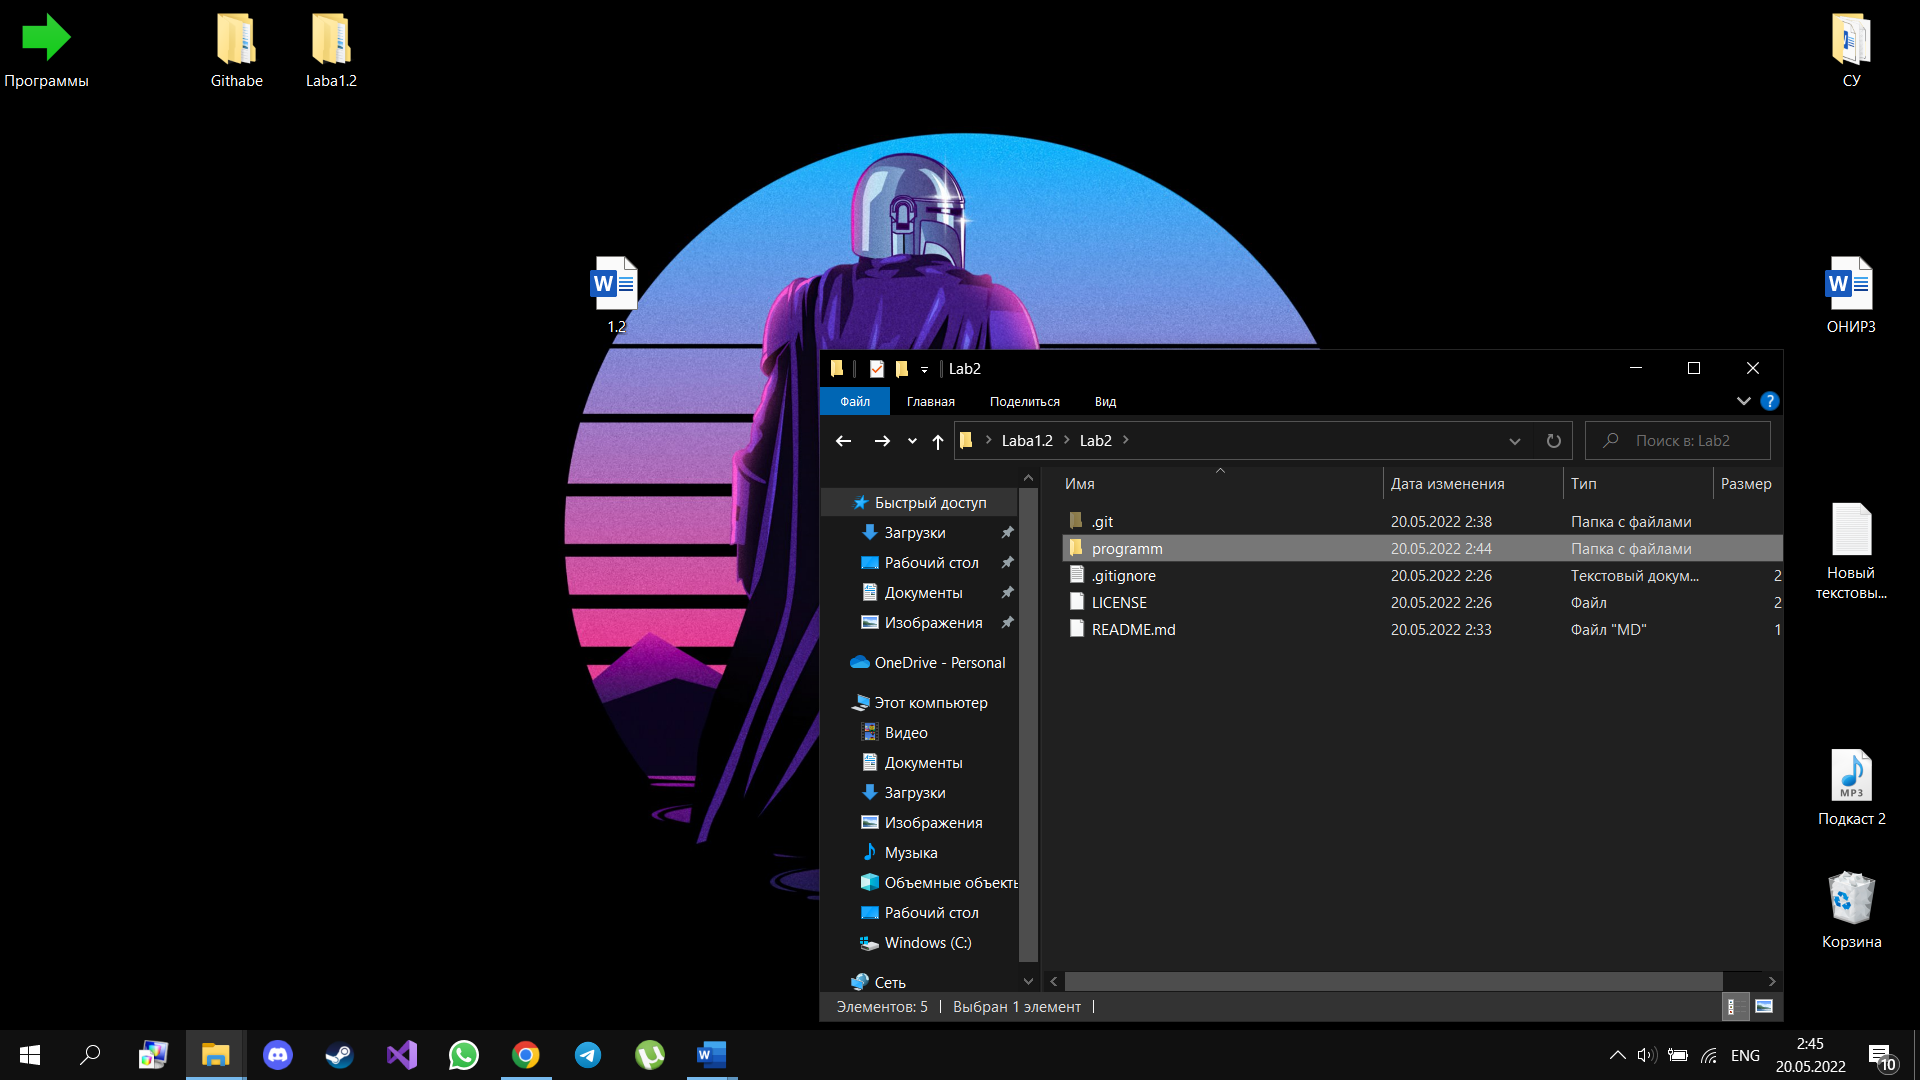 Программы
Githabe
Laba1.2
СУ
1.2
ОНИР3
Новый
текстовы...
MP3
Подкаст 2
Корзина
Lab2
Файл
Главная
Поделиться
Вид
Laba1.2
Lab2
Поиск в: Lab2
Имя
Дата изменения
Тип
Размер
Быстрый доступ
Загрузки
Рабочий стол
Документы
Изображения
OneDrive - Personal
Этот компьютер
Видео
Документы
Загрузки
Изображения
Музыка
Объемные объекты
Рабочий стол
Windows (C:)
Сеть
.git 20.05.2022 2:38 Папка с файлами
programm 20.05.2022 2:44 Папка с файлами
.gitignore 20.05.2022 2:26 Текстовый докум... 2
LICENSE 20.05.2022 2:26 Файл 2
README.md 20.05.2022 2:33 Файл "MD" 1
Элементов: 5
Выбран 1 элемент
ENG
2:45
20.05.2022
10